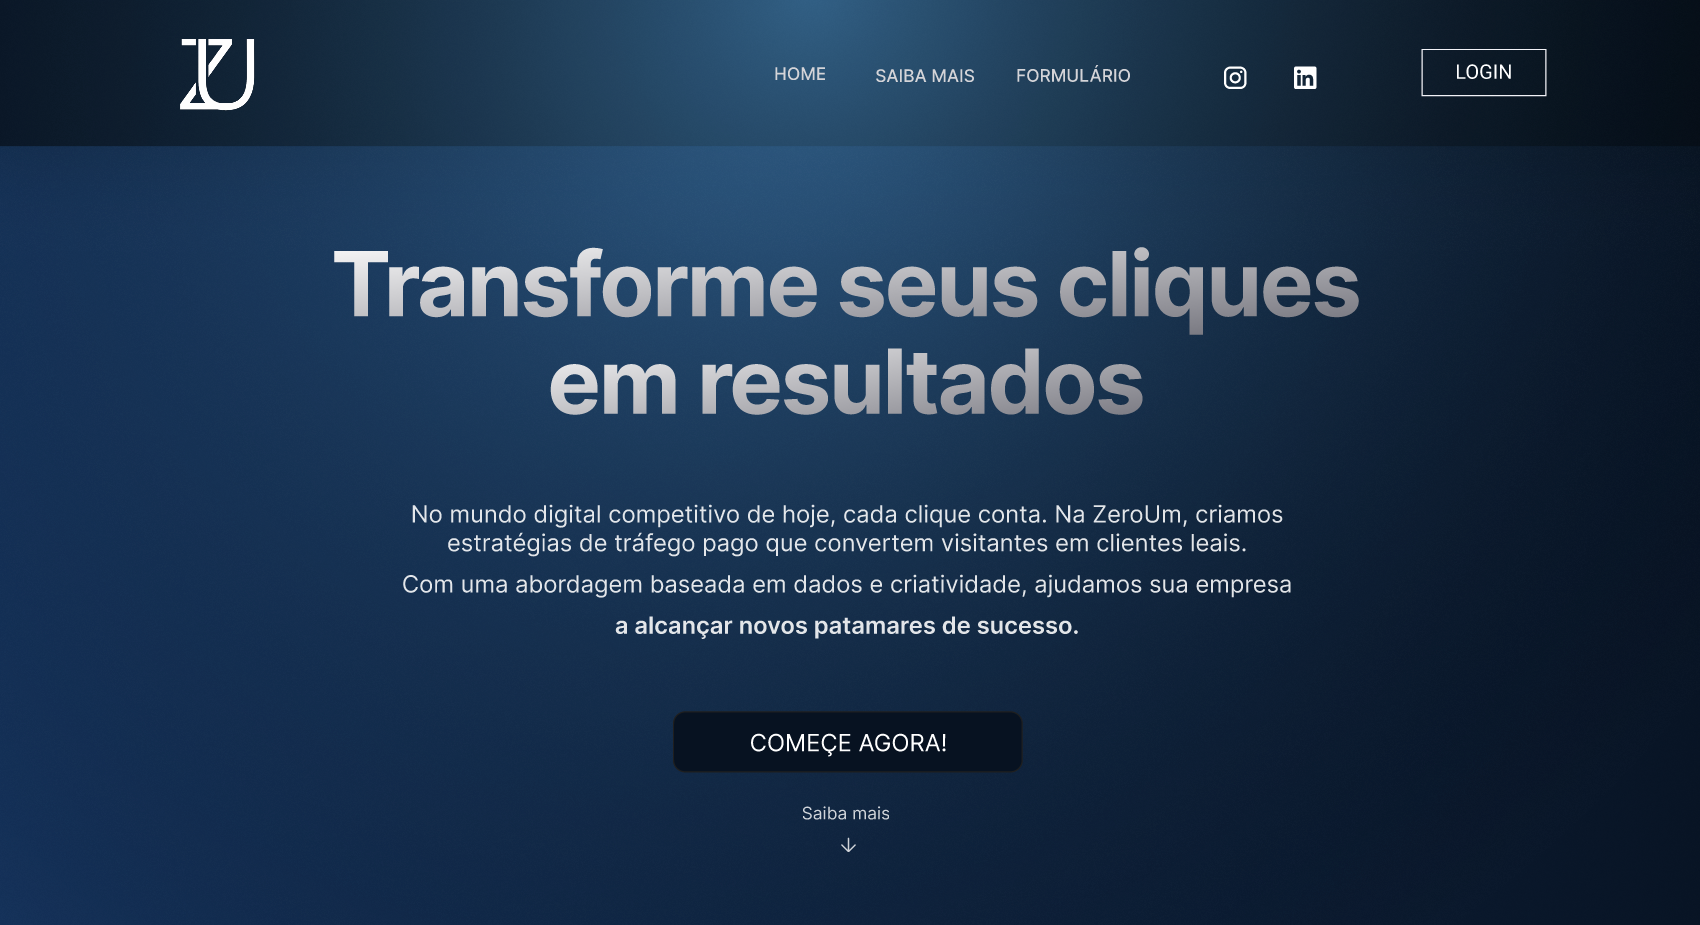 ZU
HOME SAIBA MAIS FORMULÁRIO LOGIN
Transforme seus cliques
em resultados
No mundo digital competitivo de hoje, cada clique conta. Na ZeroUm, criamos
estratégias de tráfego pago que convertem visitantes em clientes leais.
Com uma abordagem baseada em dados e criatividade, ajudamos sua empresa
a alcançar novos patamares de sucesso.
COMEÇE AGORA!
Saiba mais